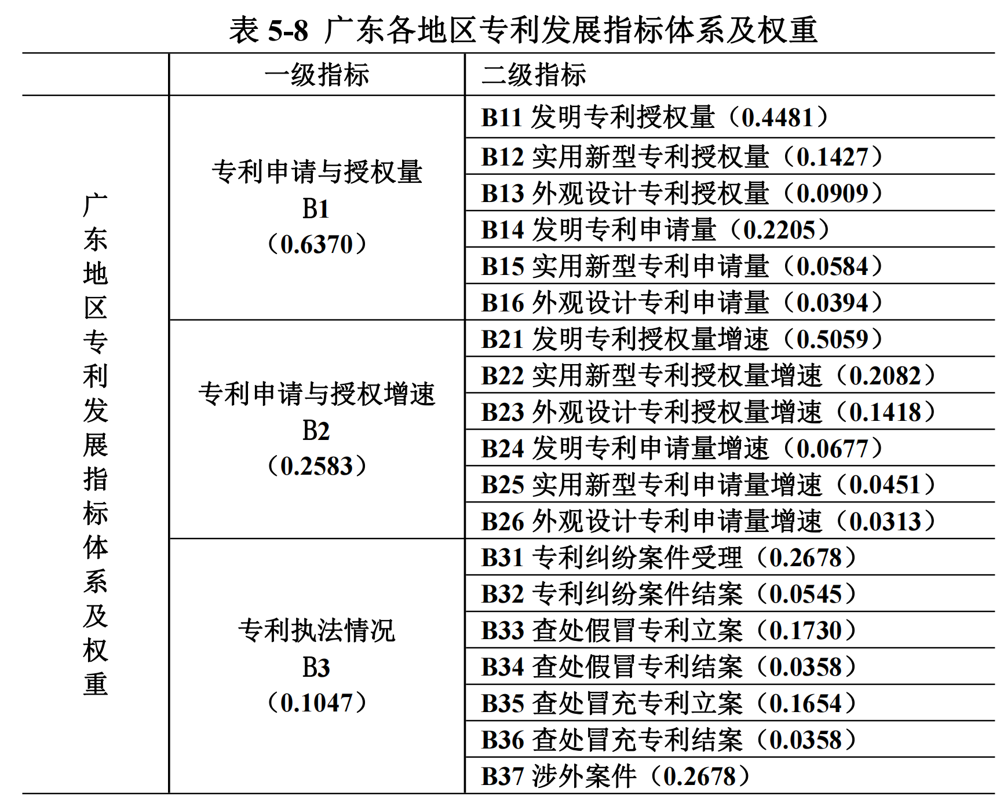 表 5-8 广东各地区专利发展指标体系及权重
一级指标
二级指标
广东地区专利发展指标体系及权重
专利申请与授权量
B1
（0.6370）
B11 发明专利授权量（0.4481）
B12 实用新型专利授权量（0.1427）
B13 外观设计专利授权量（0.0909）
B14 发明专利申请量（0.2205）
B15 实用新型专利申请量（0.0584）
B16 外观设计专利申请量（0.0394）
专利申请与授权增速
B2
（0.2583）
B21 发明专利授权量增速（0.5059）
B22 实用新型专利授权量增速（0.2082）
B23 外观设计专利授权量增速（0.1418）
B24 发明专利申请量增速（0.0677）
B25 实用新型专利申请量增速（0.0451）
B26 外观设计专利申请量增速（0.0313）
专利执法情况
B3
（0.1047）
B31 专利纠纷案件受理（0.2678）
B32 专利纠纷案件结案（0.0545）
B33 查处假冒专利立案（0.1730）
B34 查处假冒专利结案（0.0358）
B35 查处冒充专利立案（0.1654）
B36 查处冒充专利结案（0.0358）
B37 涉外案件（0.2678）